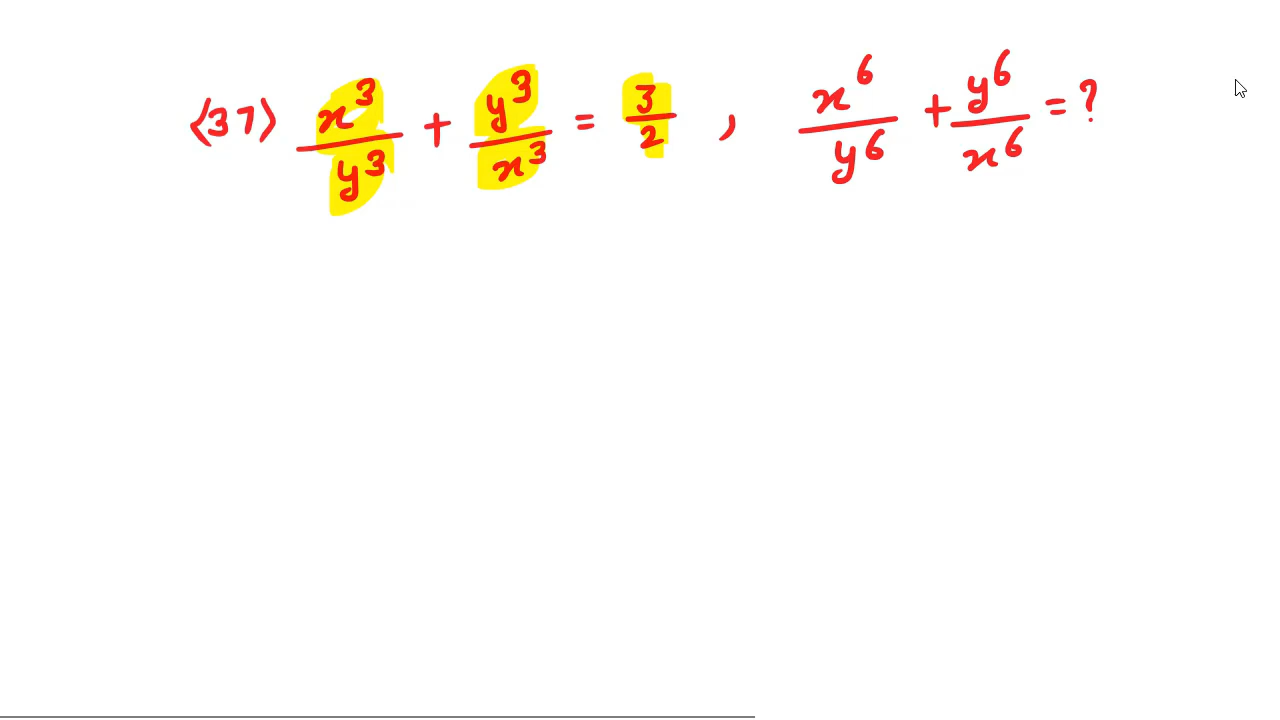 <37> x³/y³ + y³/x³ = 3/2 , x⁶/y⁶ + y⁶/x⁶ = ?